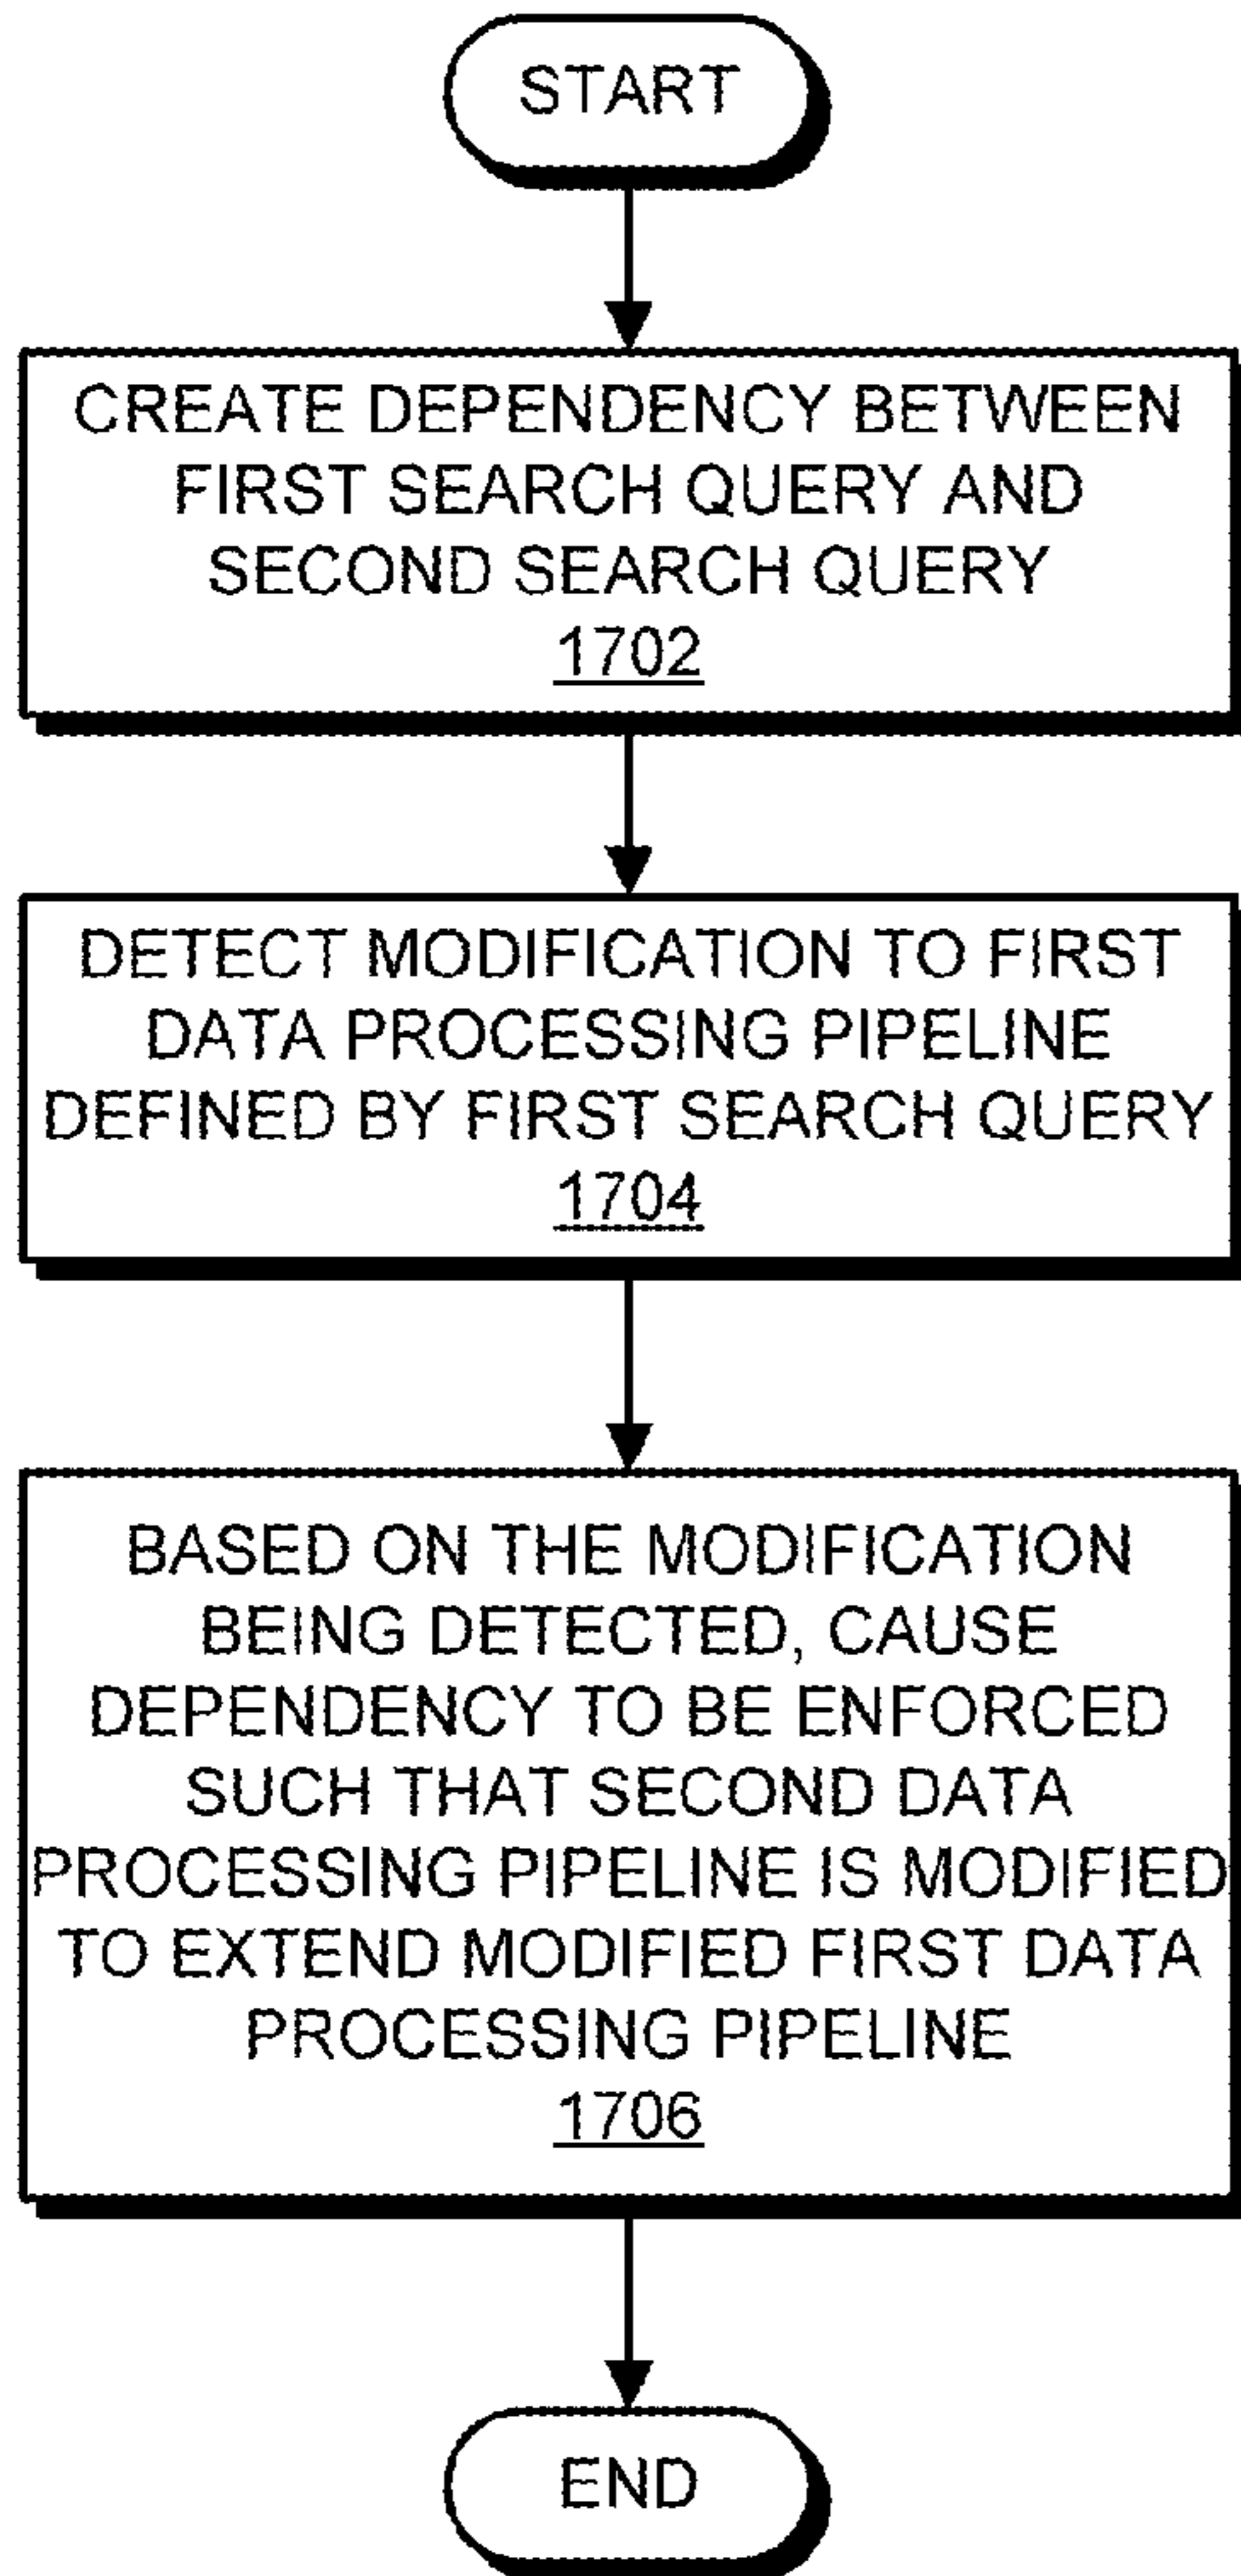 START
CREATE DEPENDENCY BETWEEN
FIRST SEARCH QUERY AND
SECOND SEARCH QUERY
1702
DETECT MODIFICATION TO FIRST
DATA PROCESSING PIPELINE
DEFINED BY FIRST SEARCH QUERY
1704
BASED ON THE MODIFICATION
BEING DETECTED, CAUSE
DEPENDENCY TO BE ENFORCED
SUCH THAT SECOND DATA
PROCESSING PIPELINE IS MODIFIED
TO EXTEND MODIFIED FIRST DATA
PROCESSING PIPELINE
1706
END